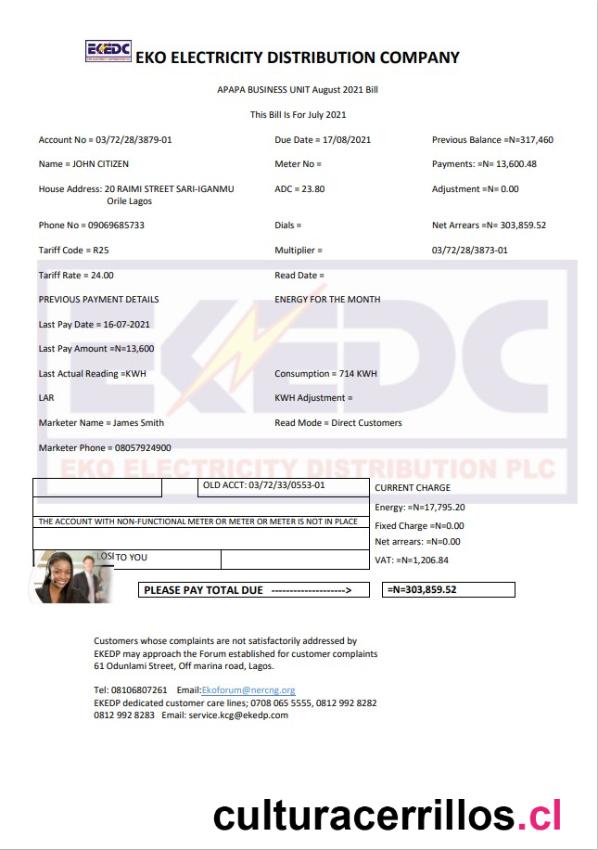 EKEDC
EKO ELECTRICITY DISTRIBUTION COMPANY
APAPA BUSINESS UNIT August 2021 Bill
This Bill Is For July 2021
Account No = 03/72/28/3879-01 Due Date = 17/08/2021 Previous Balance =N=317,460
Name = JOHN CITIZEN Meter No = Payments: =N= 13,600.48
House Address: 20 RAIMI STREET SARI-IGANMU ADC = 23.80 Adjustment =N= 0.00
Orile Lagos
Phone No = 09069685733 Dials = Net Arrears =N= 303,859.52
Tariff Code = R25 Multiplier = 03/72/28/3873-01
Tariff Rate = 24.00 Read Date =
PREVIOUS PAYMENT DETAILS ENERGY FOR THE MONTH
Last Pay Date = 16-07-2021
Last Pay Amount =N=13,600
Last Actual Reading =KWH Consumption = 714 KWH
LAR KWH Adjustment =
Marketer Name = James Smith Read Mode = Direct Customers
Marketer Phone = 08057924900
EKEDC
EKO ELECTRICITY DISTRIBUTION PLC
OLD ACCT: 03/72/33/0553-01 CURRENT CHARGE
Energy: =N=17,795.20
THE ACCOUNT WITH NON-FUNCTIONAL METER OR METER OR METER IS NOT IN PLACE
Fixed Charge =N=0.00
Net arrears: =N=0.00
TO YOU VAT: =N=1,206.84
PLEASE PAY TOTAL DUE --------------------> =N=303,859.52
Customers whose complaints are not satisfactorily addressed by
EKEDP may approach the Forum established for customer complaints
61 Odunlami Street, Off marina road, Lagos.
Tel: 08106807261 Email:Ekoforum@nercng.org
EKEDP dedicated customer care lines; 0708 065 5555, 0812 992 8282
0812 992 8283 Email: service.kcg@ekedp.com
culturacerrillos.cl